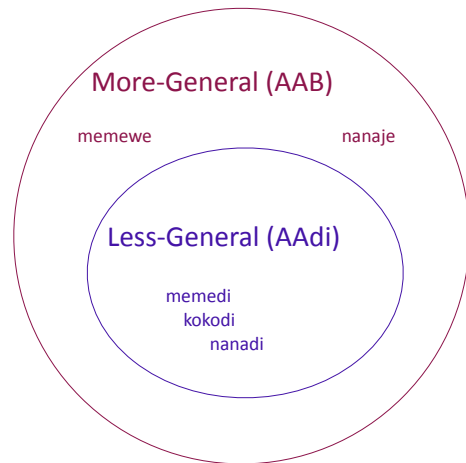 More-General (AAB)
memewe nanaje
Less-General (AAdi)
memedi
kokodi
nanadi